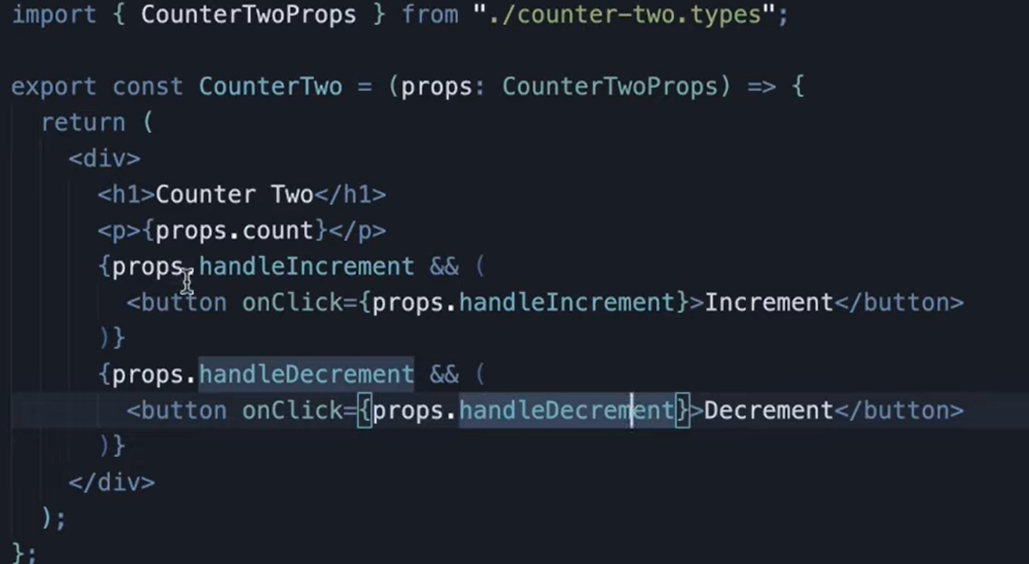 import { CounterTwoProps } from "./counter-two.types";
export const CounterTwo = (props: CounterTwoProps) => {
return (
<div>
<h1>Counter Two</h1>
<p>{props.count}</p>
{props.handleIncrement && (
<button onClick={props.handleIncrement}>Increment</button>
)}
{props.handleDecrement && (
<button onClick={props.handleDecrement}>Decrement</button>
)}
</div>
);
};